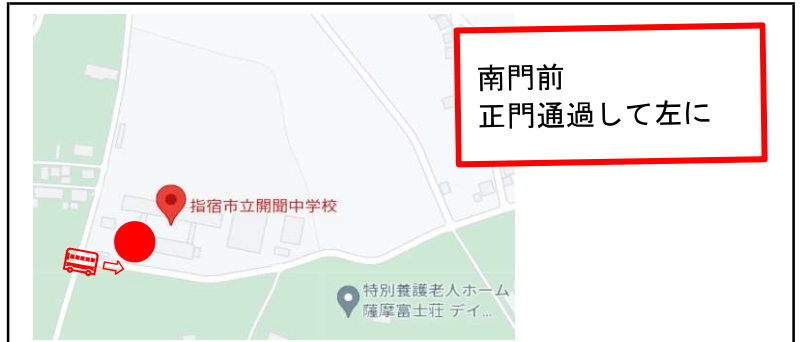 南門前
正門通過して左に
指宿市立開聞中学校
特別養護老人ホーム
薩摩富士荘 デイ...